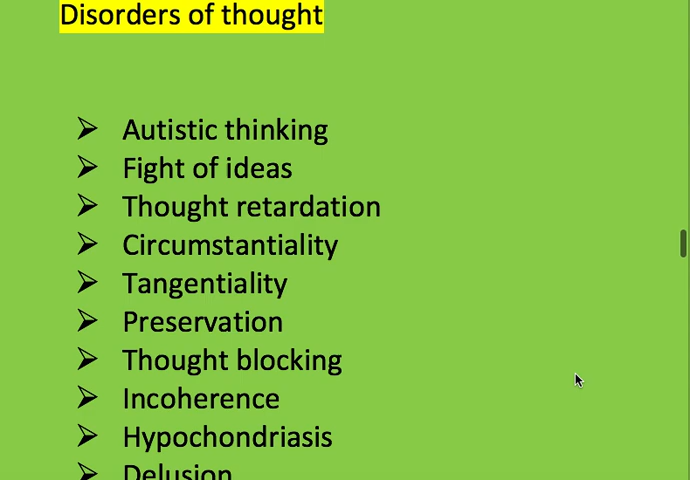 Disorders of thought
➢ Autistic thinking
➢ Fight of ideas
➢ Thought retardation
➢ Circumstantiality
➢ Tangentiality
➢ Preservation
➢ Thought blocking
➢ Incoherence
➢ Hypochondriasis
➢ Delusion